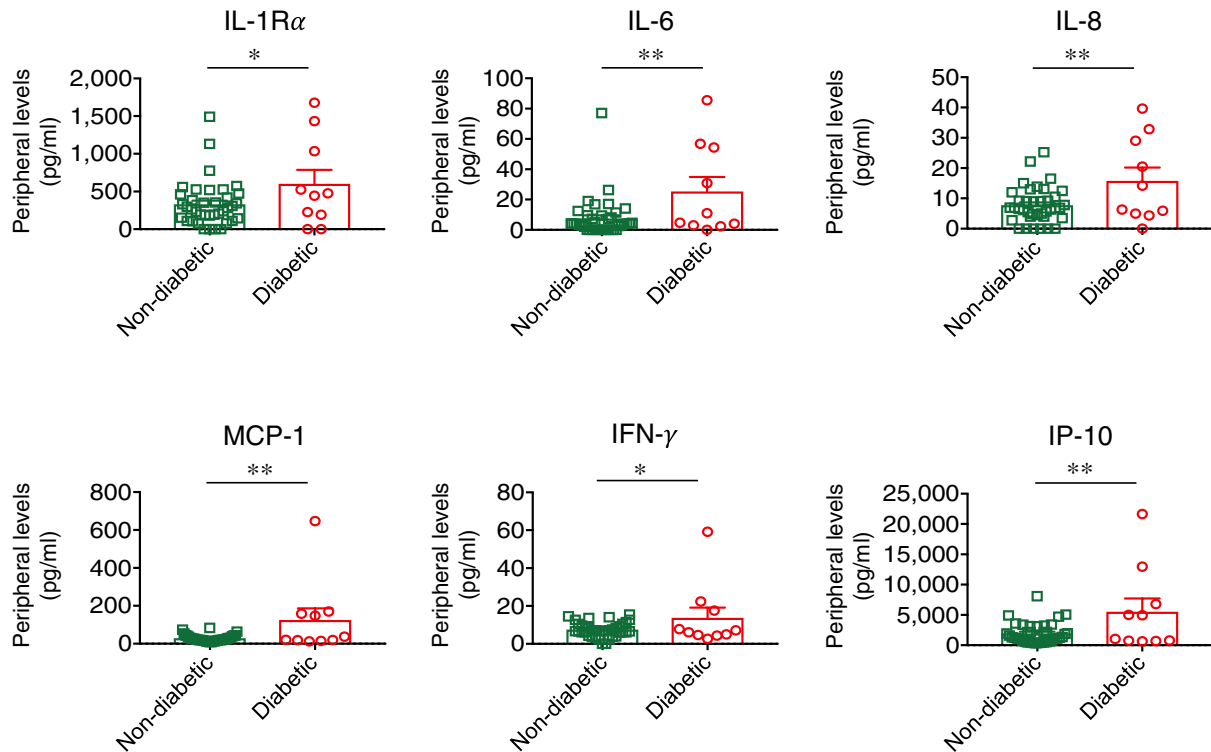 IL-1Rα
*
Peripheral levels
(pg/ml)
2,000
1,500
1,000
500
0
Non-diabetic
Diabetic
IL-6
**
Peripheral levels
(pg/ml)
100
80
60
40
20
0
Non-diabetic
Diabetic
IL-8
**
Peripheral levels
(pg/ml)
50
40
30
20
10
0
Non-diabetic
Diabetic
MCP-1
**
Peripheral levels
(pg/ml)
800
600
400
200
0
Non-diabetic
Diabetic
IFN-γ
*
Peripheral levels
(pg/ml)
80
60
40
20
0
Non-diabetic
Diabetic
IP-10
**
Peripheral levels
(pg/ml)
25,000
20,000
15,000
10,000
5,000
0
Non-diabetic
Diabetic